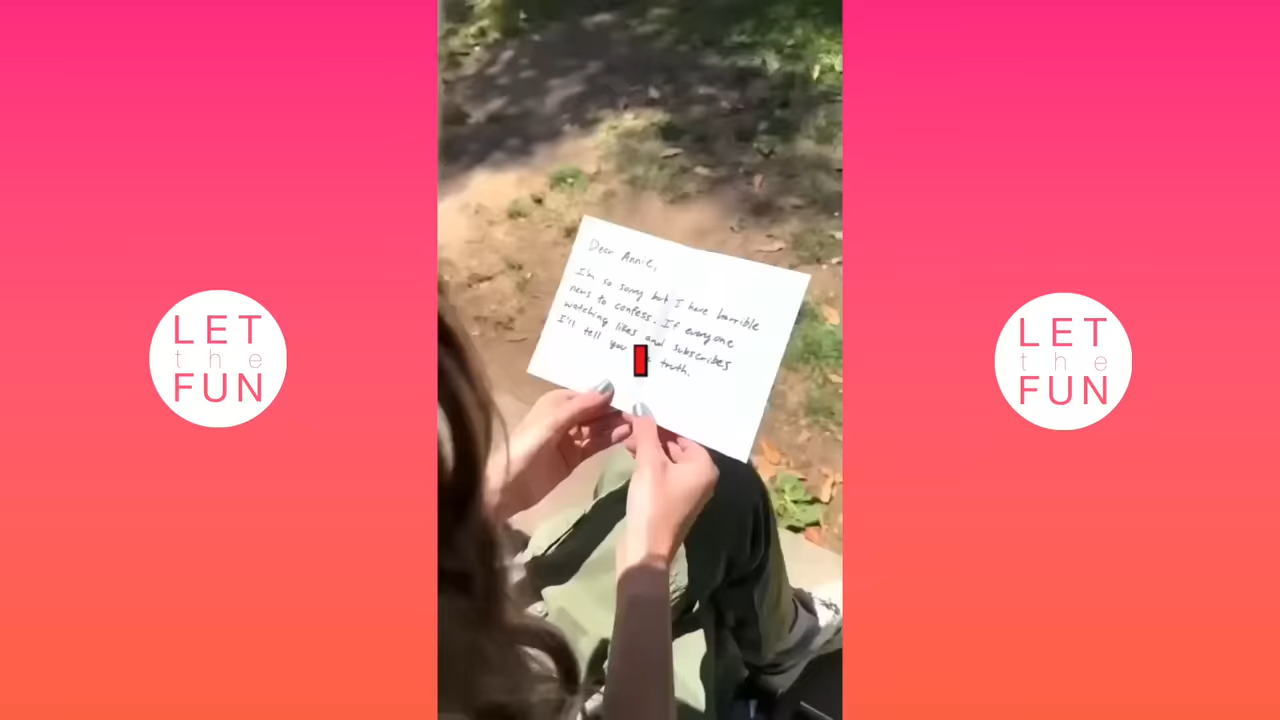 LET
the
FUN
Dear Annie,
I'm so sorry but I have horrible
news to confess. If everyone
watching likes and subscribes
I'll tell you truth.
I
LET
the
FUN